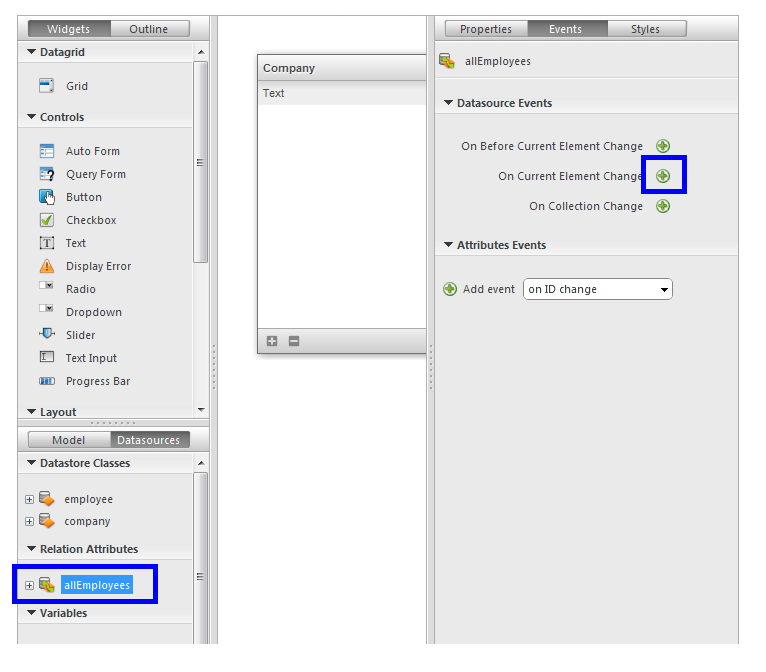 Widgets
Outline
Datagrid
Grid
Controls
Auto Form
Query Form
Button
Checkbox
Text
Display Error
Radio
Dropdown
Slider
Text Input
Progress Bar
Layout
Model
Datasources
Datastore Classes
employee
company
Relation Attributes
allEmployees
Variables
Company
Text
Properties
Events
Styles
allEmployees
Datasource Events
On Before Current Element Change
On Current Element Change
On Collection Change
Attributes Events
Add event
on ID change